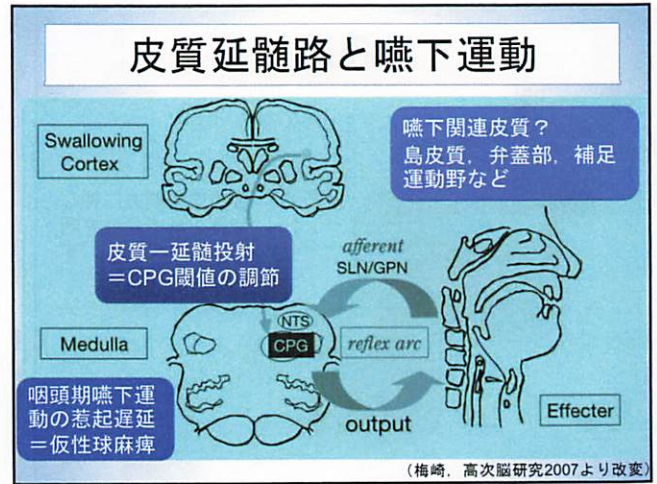 皮質延髄路と嚥下運動
Swallowing
Cortex
嚥下関連皮質？
島皮質，弁蓋部，補足
運動野など
皮質ー延髄投射
＝CPG閾値の調節
afferent
SLN/GPN
NTS
CPG
Medulla
reflex arc
咽頭期嚥下運
動の惹起遅延
＝仮性球麻痺
output
Effecter
（梅崎，高次脳研究2007より改変）